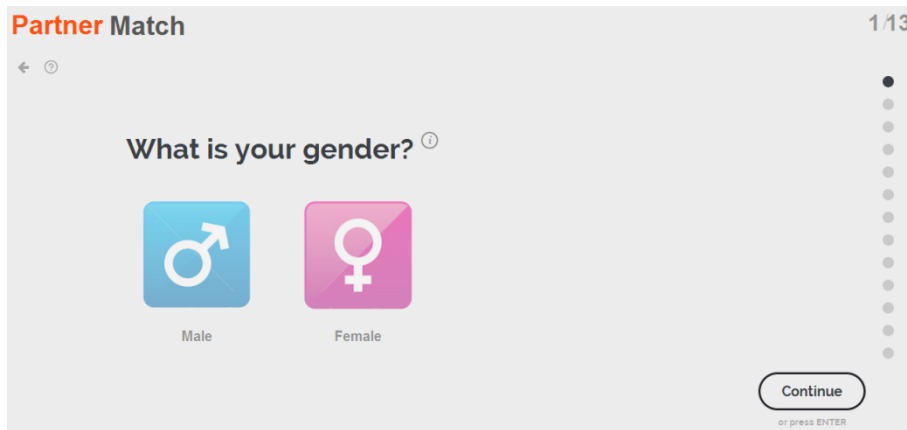 Partner Match
1/13
What is your gender?
Male
Female
Continue
or press ENTER